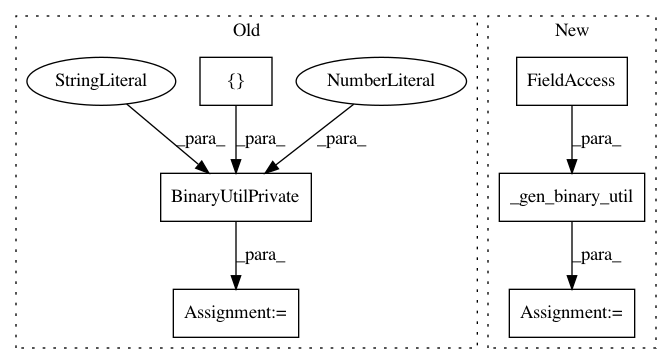 Old
New
StringLiteral
{}
NumberLiteral
FieldAccess
_para_
_para_
_para_
_para_
BinaryUtilPrivate
_gen_binary_util
_para_
_para_
Assignment:=
Assignment:=